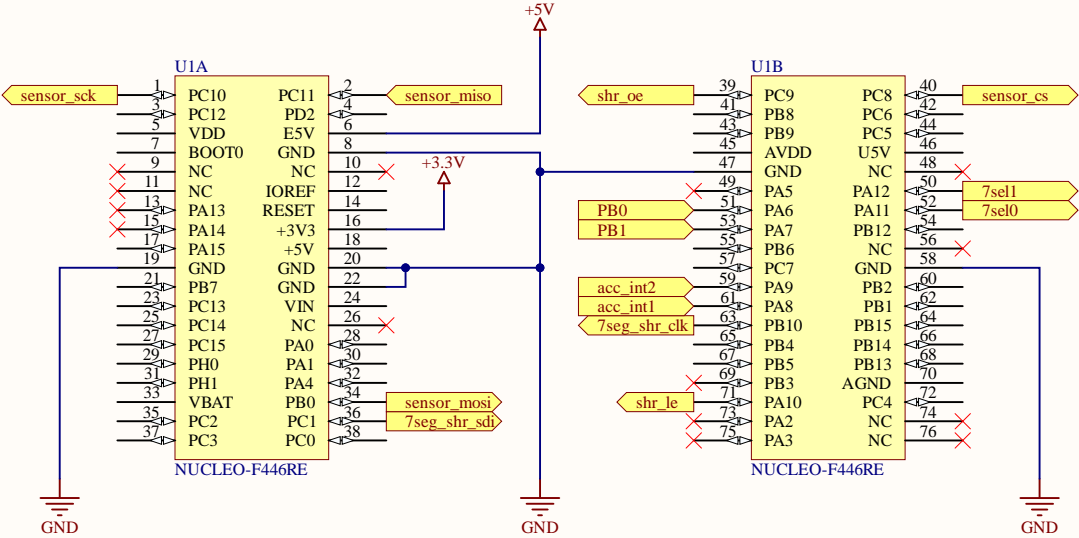 +5V
U1A
U1B
sensor_sck 1 PC10 PC11 2 sensor_miso
3 PC12 PD2 4
5 VDD E5V 6
7 BOOT0 GND 8
9 NC NC 10
+3.3V
11 NC IOREF 12
13 PA13 RESET 14
15 PA14 +3V3 16
17 PA15 +5V 18
19 GND GND 20
21 PB7 GND 22
23 PC13 VIN 24
25 PC14 NC 26
27 PC15 PA0 28
29 PH0 PA1 30
31 PH1 PA4 32
33 VBAT PB0 34 sensor_mosi
35 PC2 PC1 36 7seg_shr_sdi
37 PC3 PC0 38
NUCLEO-F446RE
shr_oe 39 PC9 PC8 40 sensor_cs
41 PB8 PC6 42
43 PB9 PC5 44
45 AVDD U5V 46
47 GND NC 48
49 PA5 PA12 50 7sel1
PB0 51 PA6 PA11 52 7sel0
PB1 53 PA7 PB12 54
55 PB6 NC 56
57 PC7 GND 58
acc_int2 59 PA9 PB2 60
acc_int1 61 PA8 PB1 62
7seg_shr_clk 63 PB10 PB15 64
65 PB4 PB14 66
67 PB5 PB13 68
69 PB3 AGND 70
shr_le 71 PA10 PC4 72
73 PA2 NC 74
75 PA3 NC 76
NUCLEO-F446RE
GND
GND
GND